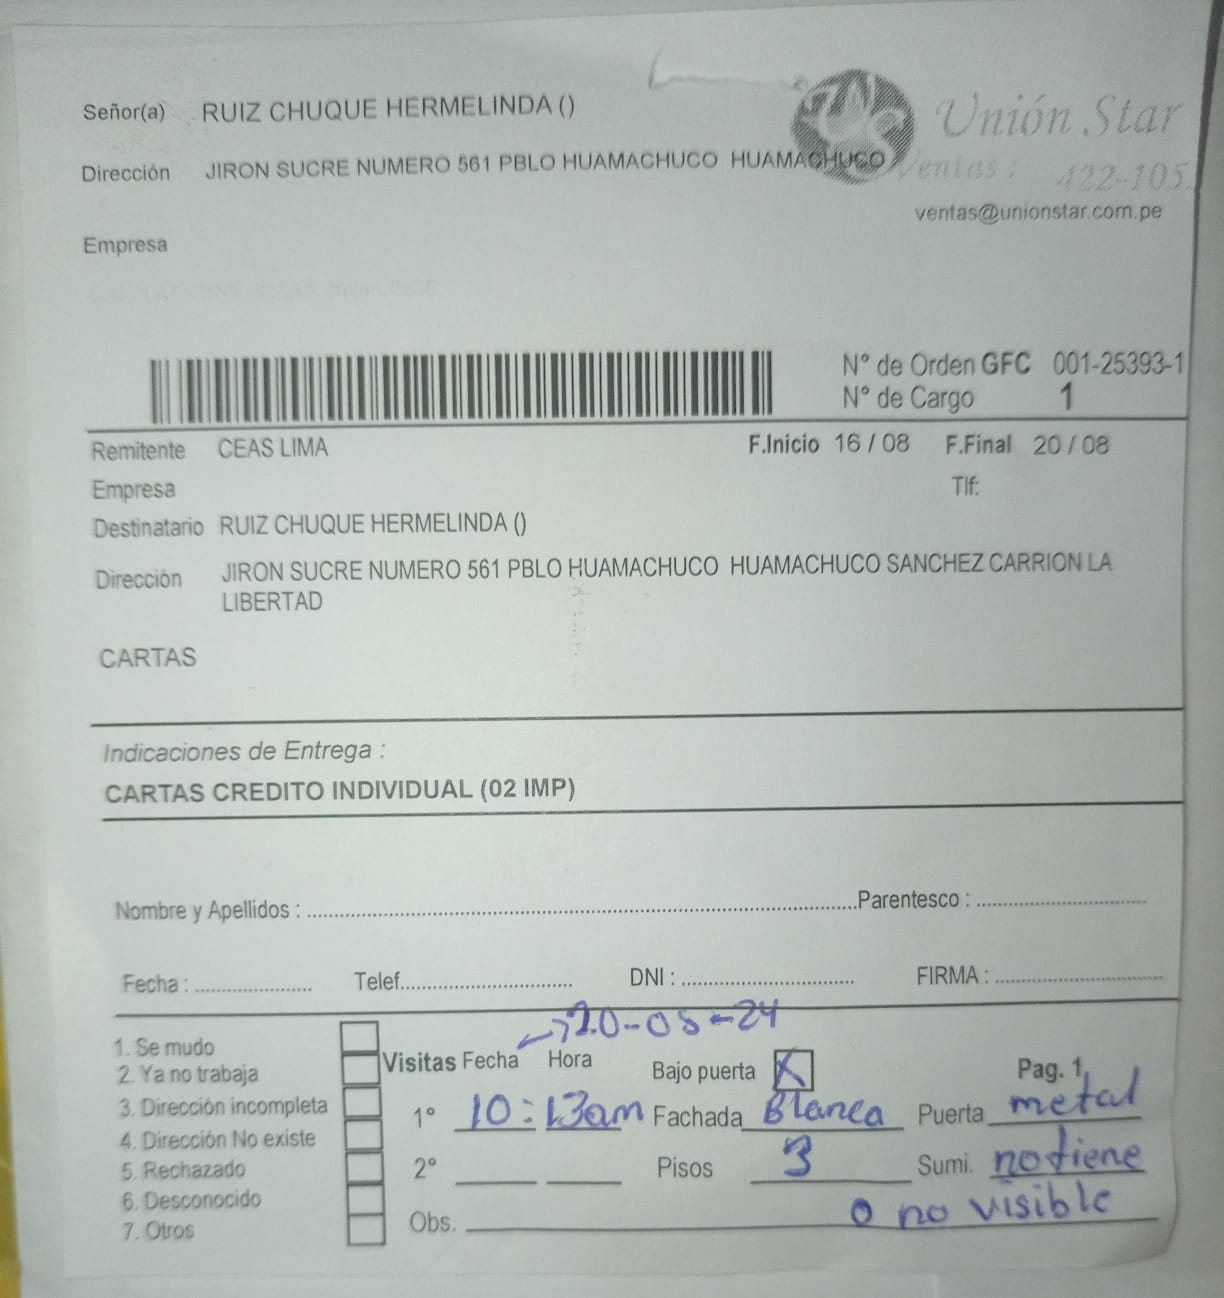 Señor(a) RUIZ CHUQUE HERMELINDA ()
Unión Star
Dirección JIRON SUCRE NUMERO 561 PBLO HUAMACHUCO HUAMACHUCO
Ventas : 422-105
ventas@unionstar.com.pe
Empresa
N° de Orden GFC 001-25393-1
N° de Cargo 1
Remitente CEAS LIMA F.Inicio 16 / 08 F.Final 20 / 08
Empresa Tlf:
Destinatario RUIZ CHUQUE HERMELINDA ()
Dirección JIRON SUCRE NUMERO 561 PBLO HUAMACHUCO HUAMACHUCO SANCHEZ CARRION LA
LIBERTAD
CARTAS
Indicaciones de Entrega :
CARTAS CREDITO INDIVIDUAL (02 IMP)
Nombre y Apellidos : Parentesco :
Fecha : Telef. DNI : FIRMA :
20-08-24
1. Se mudo
2. Ya no trabaja
3. Dirección incompleta
4. Dirección No existe
5. Rechazado
6. Desconocido
7. Otros
Visitas Fecha Hora Bajo puerta X Pag. 1
1° 10:13am Fachada Blanca Puerta metal
2° Pisos 3 Sumi. no tiene
Obs. o no visible